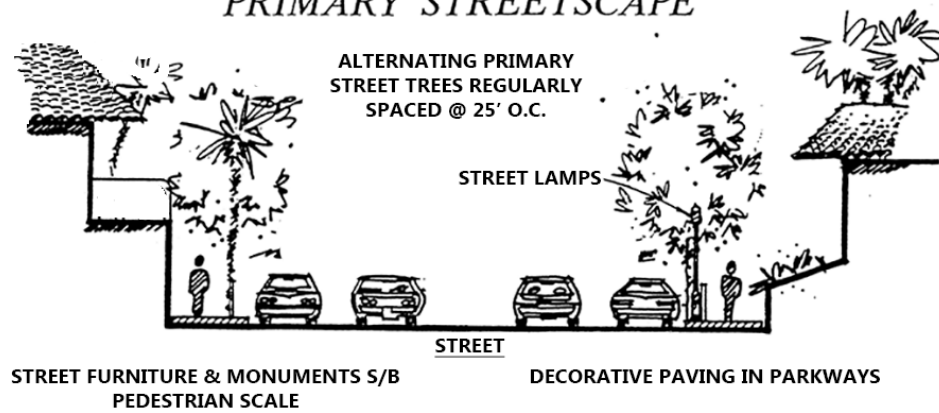 PRIMARY STREETSCAPE
ALTERNATING PRIMARY
STREET TREES REGULARLY
SPACED @ 25' O.C.
STREET LAMPS
STREET
STREET FURNITURE & MONUMENTS S/B
PEDESTRIAN SCALE
DECORATIVE PAVING IN PARKWAYS